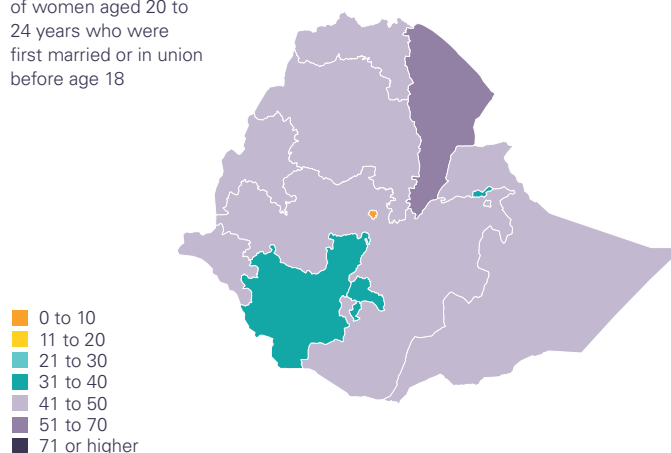 of women aged 20 to
24 years who were
first married or in union
before age 18
0 to 10
11 to 20
21 to 30
31 to 40
41 to 50
51 to 70
71 or higher